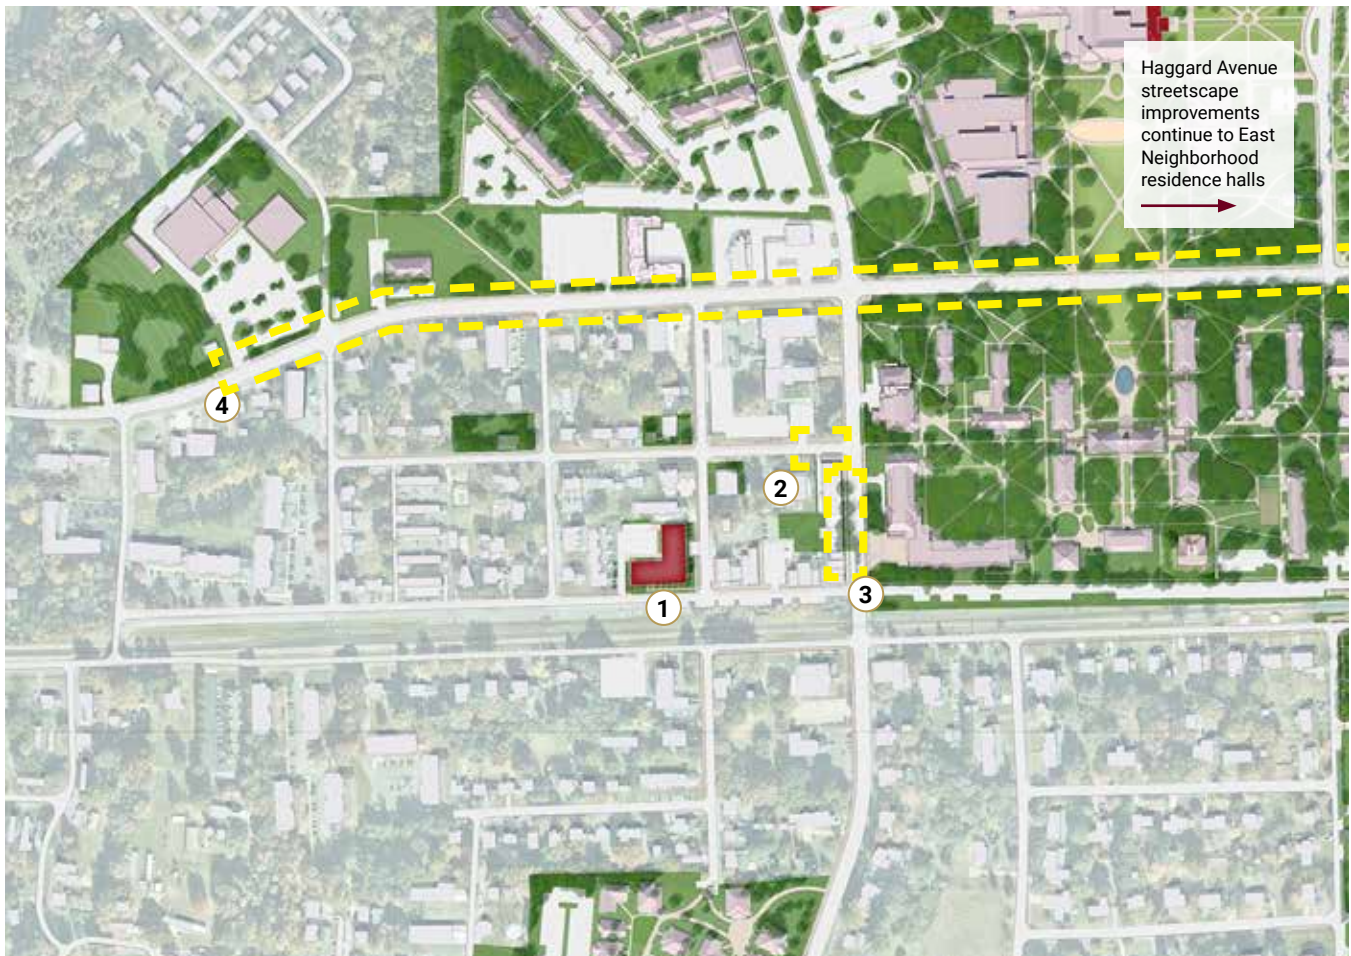 Haggard Avenue
streetscape
improvements
continue to East
Neighborhood
residence halls
4
2
3
1